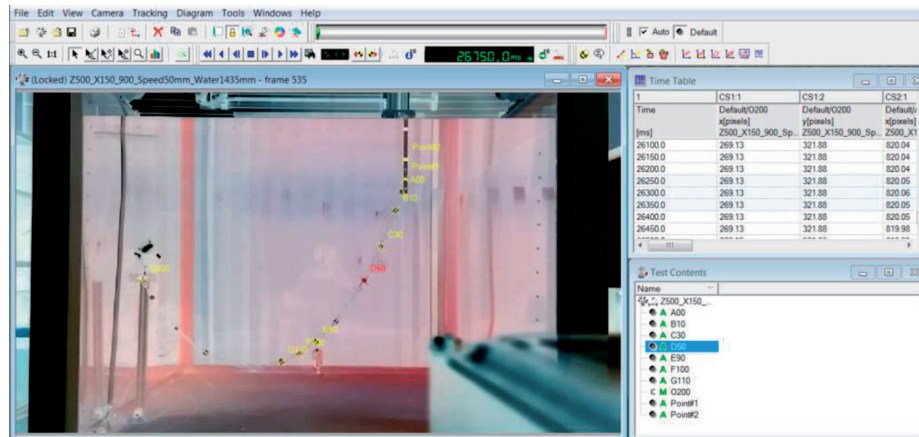 File Edit View Camera Tracking Diagram Tools Windows Help
1:1
Auto Default
26750.0ms
(Locked) Z500_X150_900_Speed50mm_Water1435mm - frame 535
Point#2
Point#1
A00
B10
C30
D50
E90
G110
Time Table
1 CS1:1 CS1:2 CS2:1
Time Default/O200 Default/O200 Default/
x[pixels] y[pixels] x[pixels]
[ms] Z500_X150_900_Sp... Z500_X150_900_Sp... Z500_X1
26100.0 269.13 321.88 820.04
26150.0 269.13 321.88 820.04
26200.0 269.13 321.88 820.04
26250.0 269.13 321.88 820.05
26300.0 269.13 321.88 820.06
26350.0 269.13 321.88 820.05
26400.0 269.13 321.88 820.05
26450.0 269.13 321.88 819.98
Test Contents
Name
Z500_X150_...
A A00
A B10
A C30
A D50
A E90
A F100
A G110
C M O200
A Point#1
A Point#2